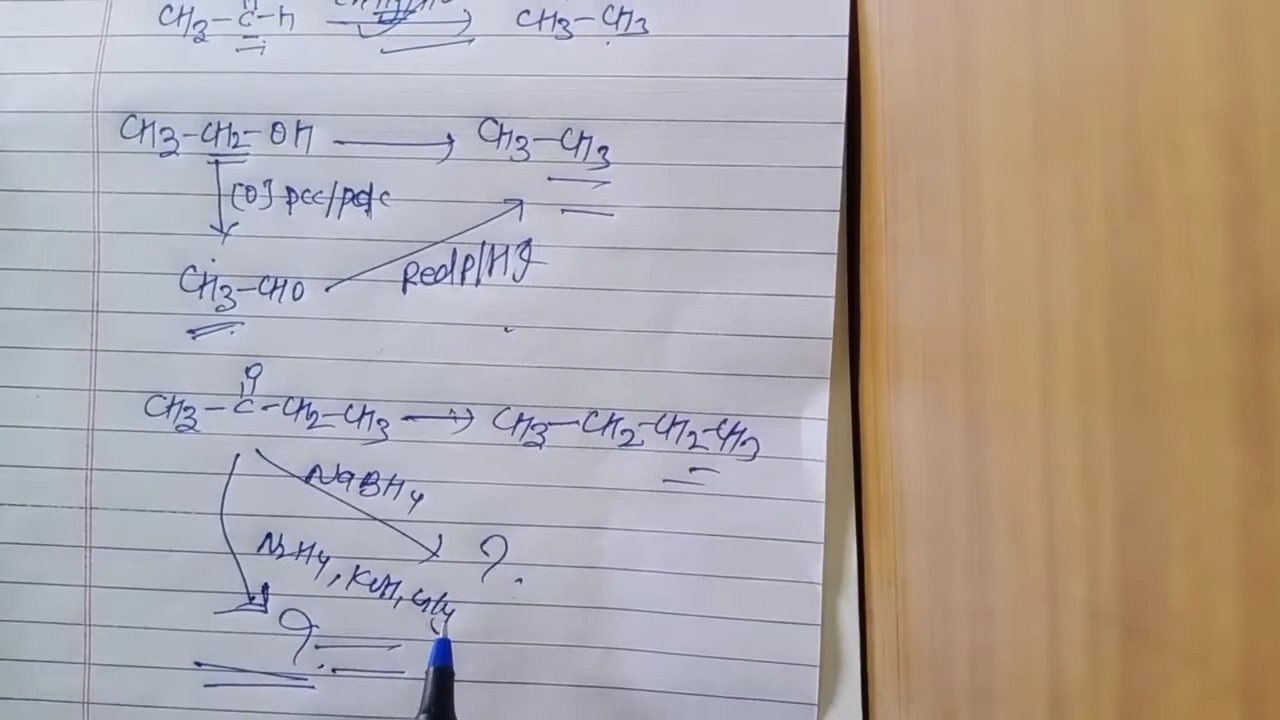 CH3-C-H → CH3-CH3
CH3-CH2-OH → CH3-CH3
[O] pcc/pdc
CH3-CHO
Red P/HI
O
CH3-C-CH2-CH3 → CH3-CH2-CH2-CH3
NaBH4
?
N2H4, KOH, Gly
?